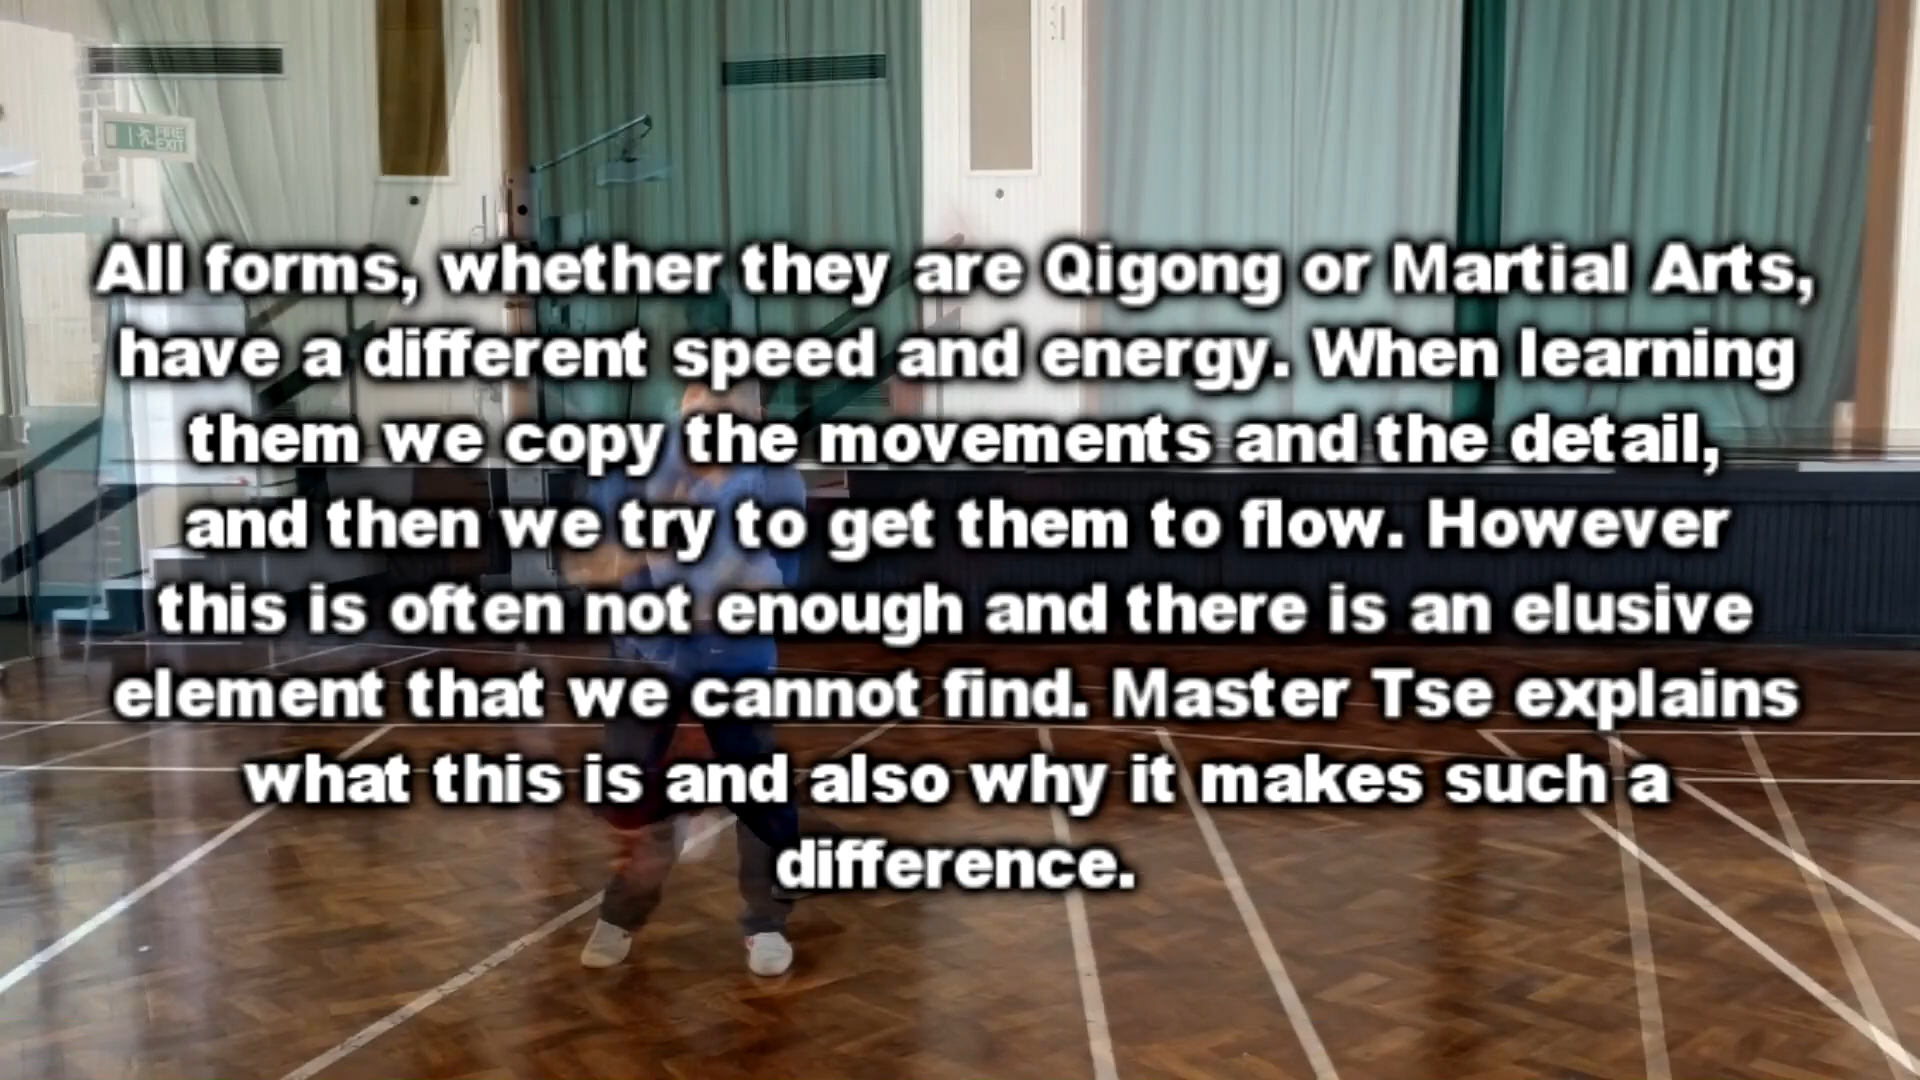 FIRE
EXIT
All forms, whether they are Qigong or Martial Arts,
have a different speed and energy. When learning
them we copy the movements and the detail,
and then we try to get them to flow. However
this is often not enough and there is an elusive
element that we cannot find. Master Tse explains
what this is and also why it makes such a
difference.